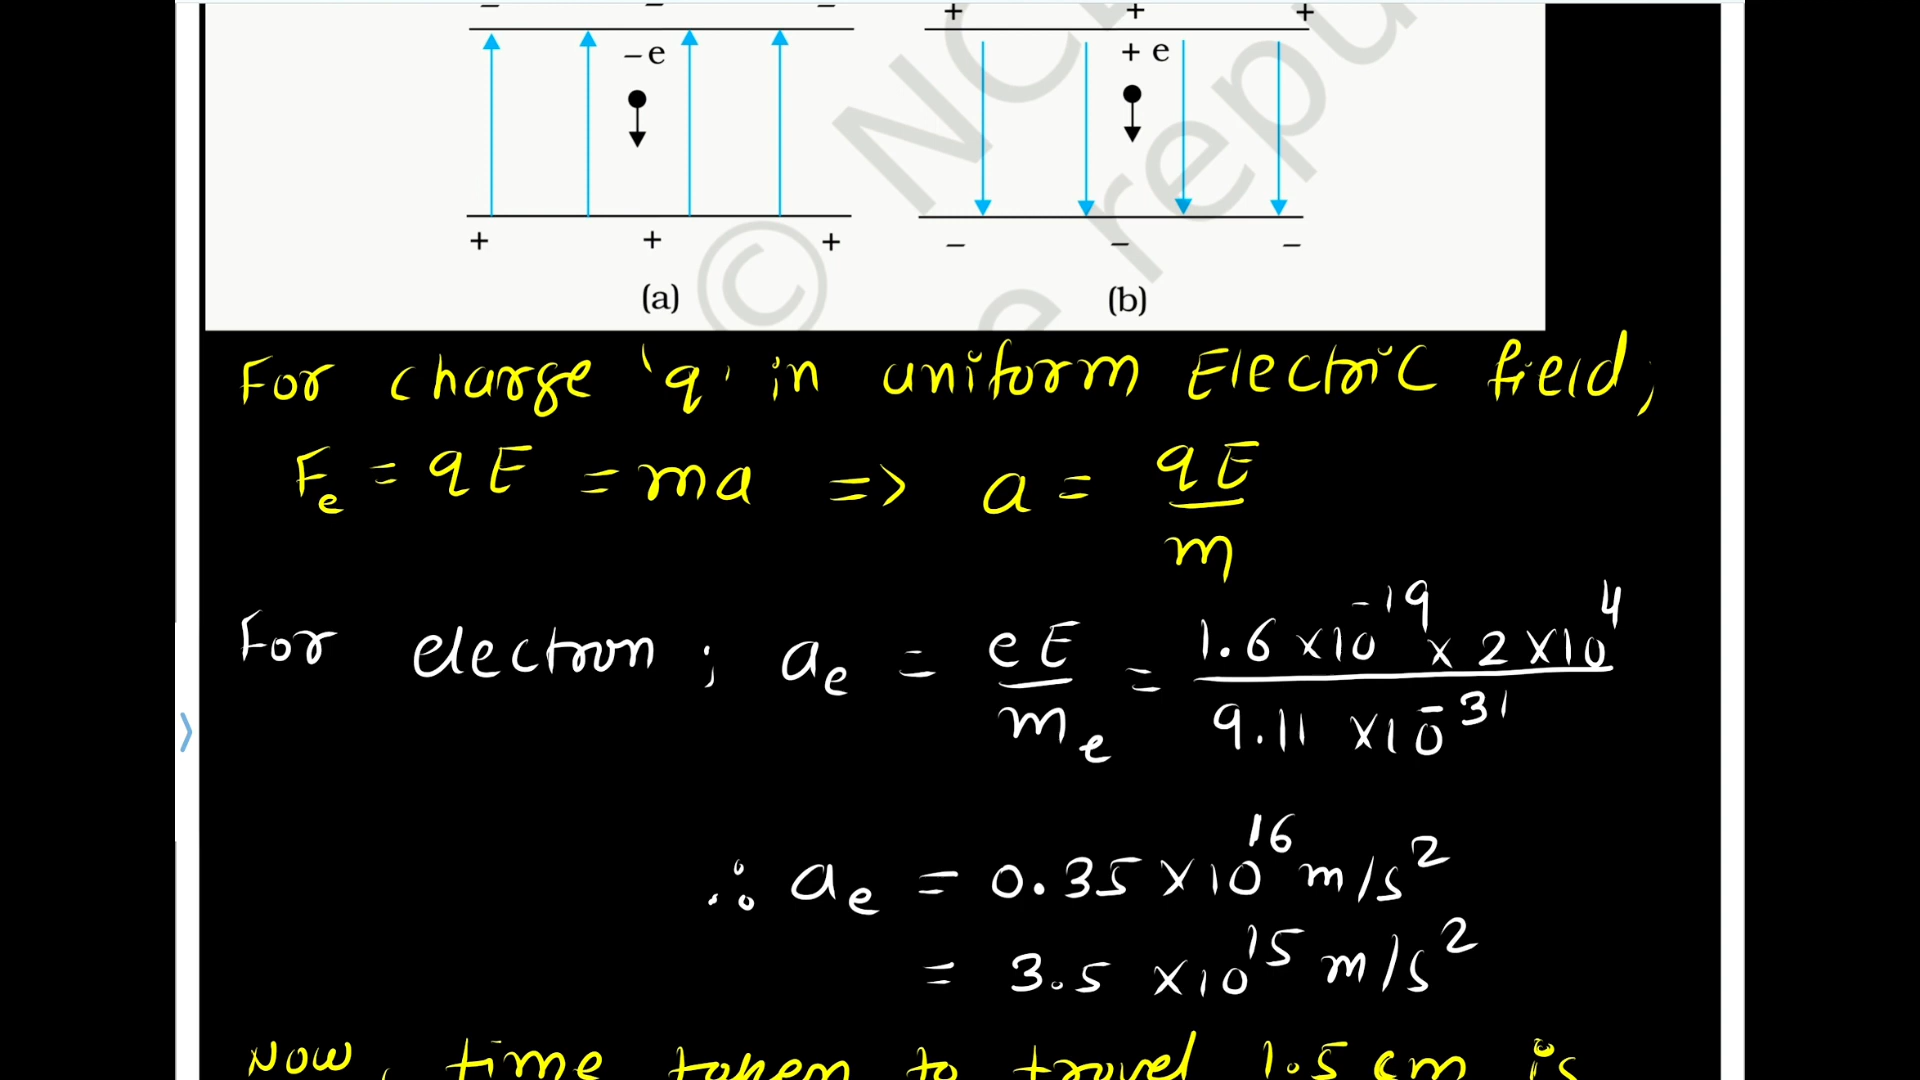 − − − + + +
− e + e
+ + + − − −
(a) (b)
© NCE
e repu
For charge 'q' in uniform Electric field,
Fe = qE = ma => a = qE/m
For electron ; ae = eE/me = 1.6 ×10^-19 × 2 ×10^4 / 9.11 ×10^-31
∴ ae = 0.35 ×10^16 m/s^2
= 3.5 ×10^15 m/s^2
Now, time taken to travel 1.5 cm is